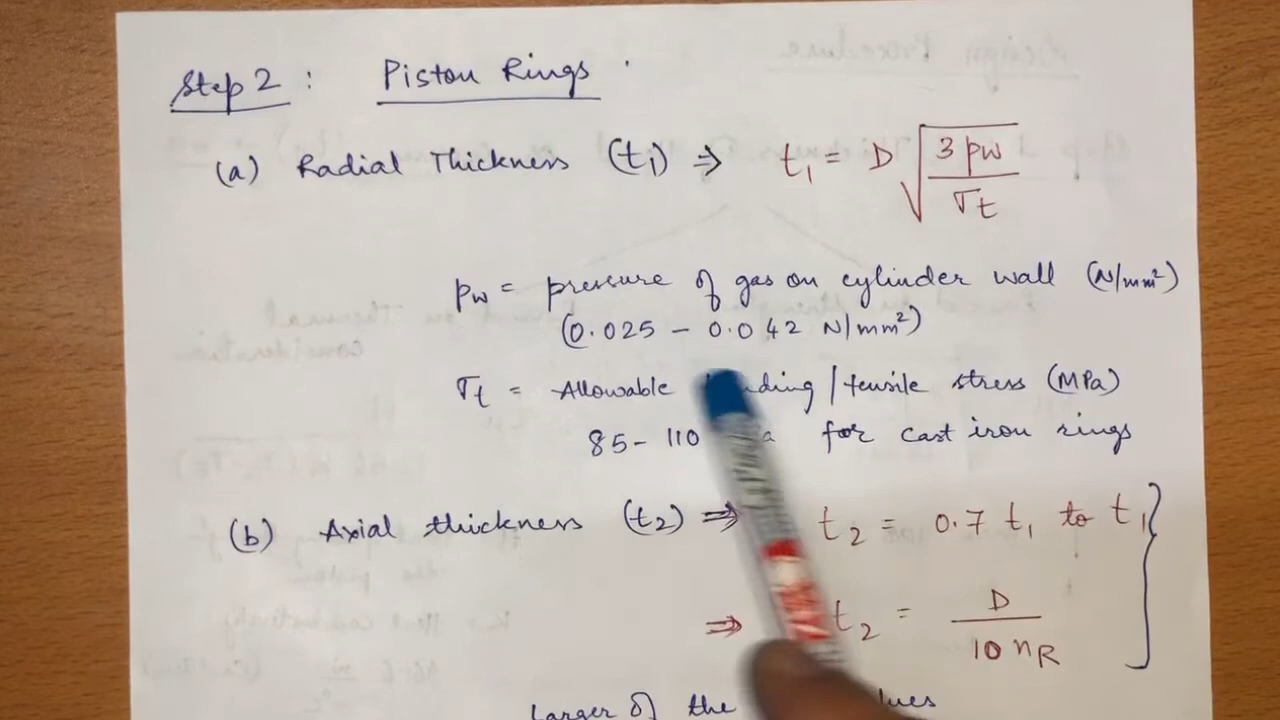 Step 2 : Piston Rings
(a) Radial Thickness (t₁) ⇒ t₁ = D √(3 pw / σt)
pw = pressure of gas on cylinder wall (N/mm²)
(0.025 - 0.042 N/mm²)
σt = Allowable / tensile stress (MPa)
85 - 110 for cast iron rings
(b) Axial thickness (t₂) ⇒ t₂ = 0.7 t₁ to t₁
⇒ t₂ = D / 10 nR
Larger of the